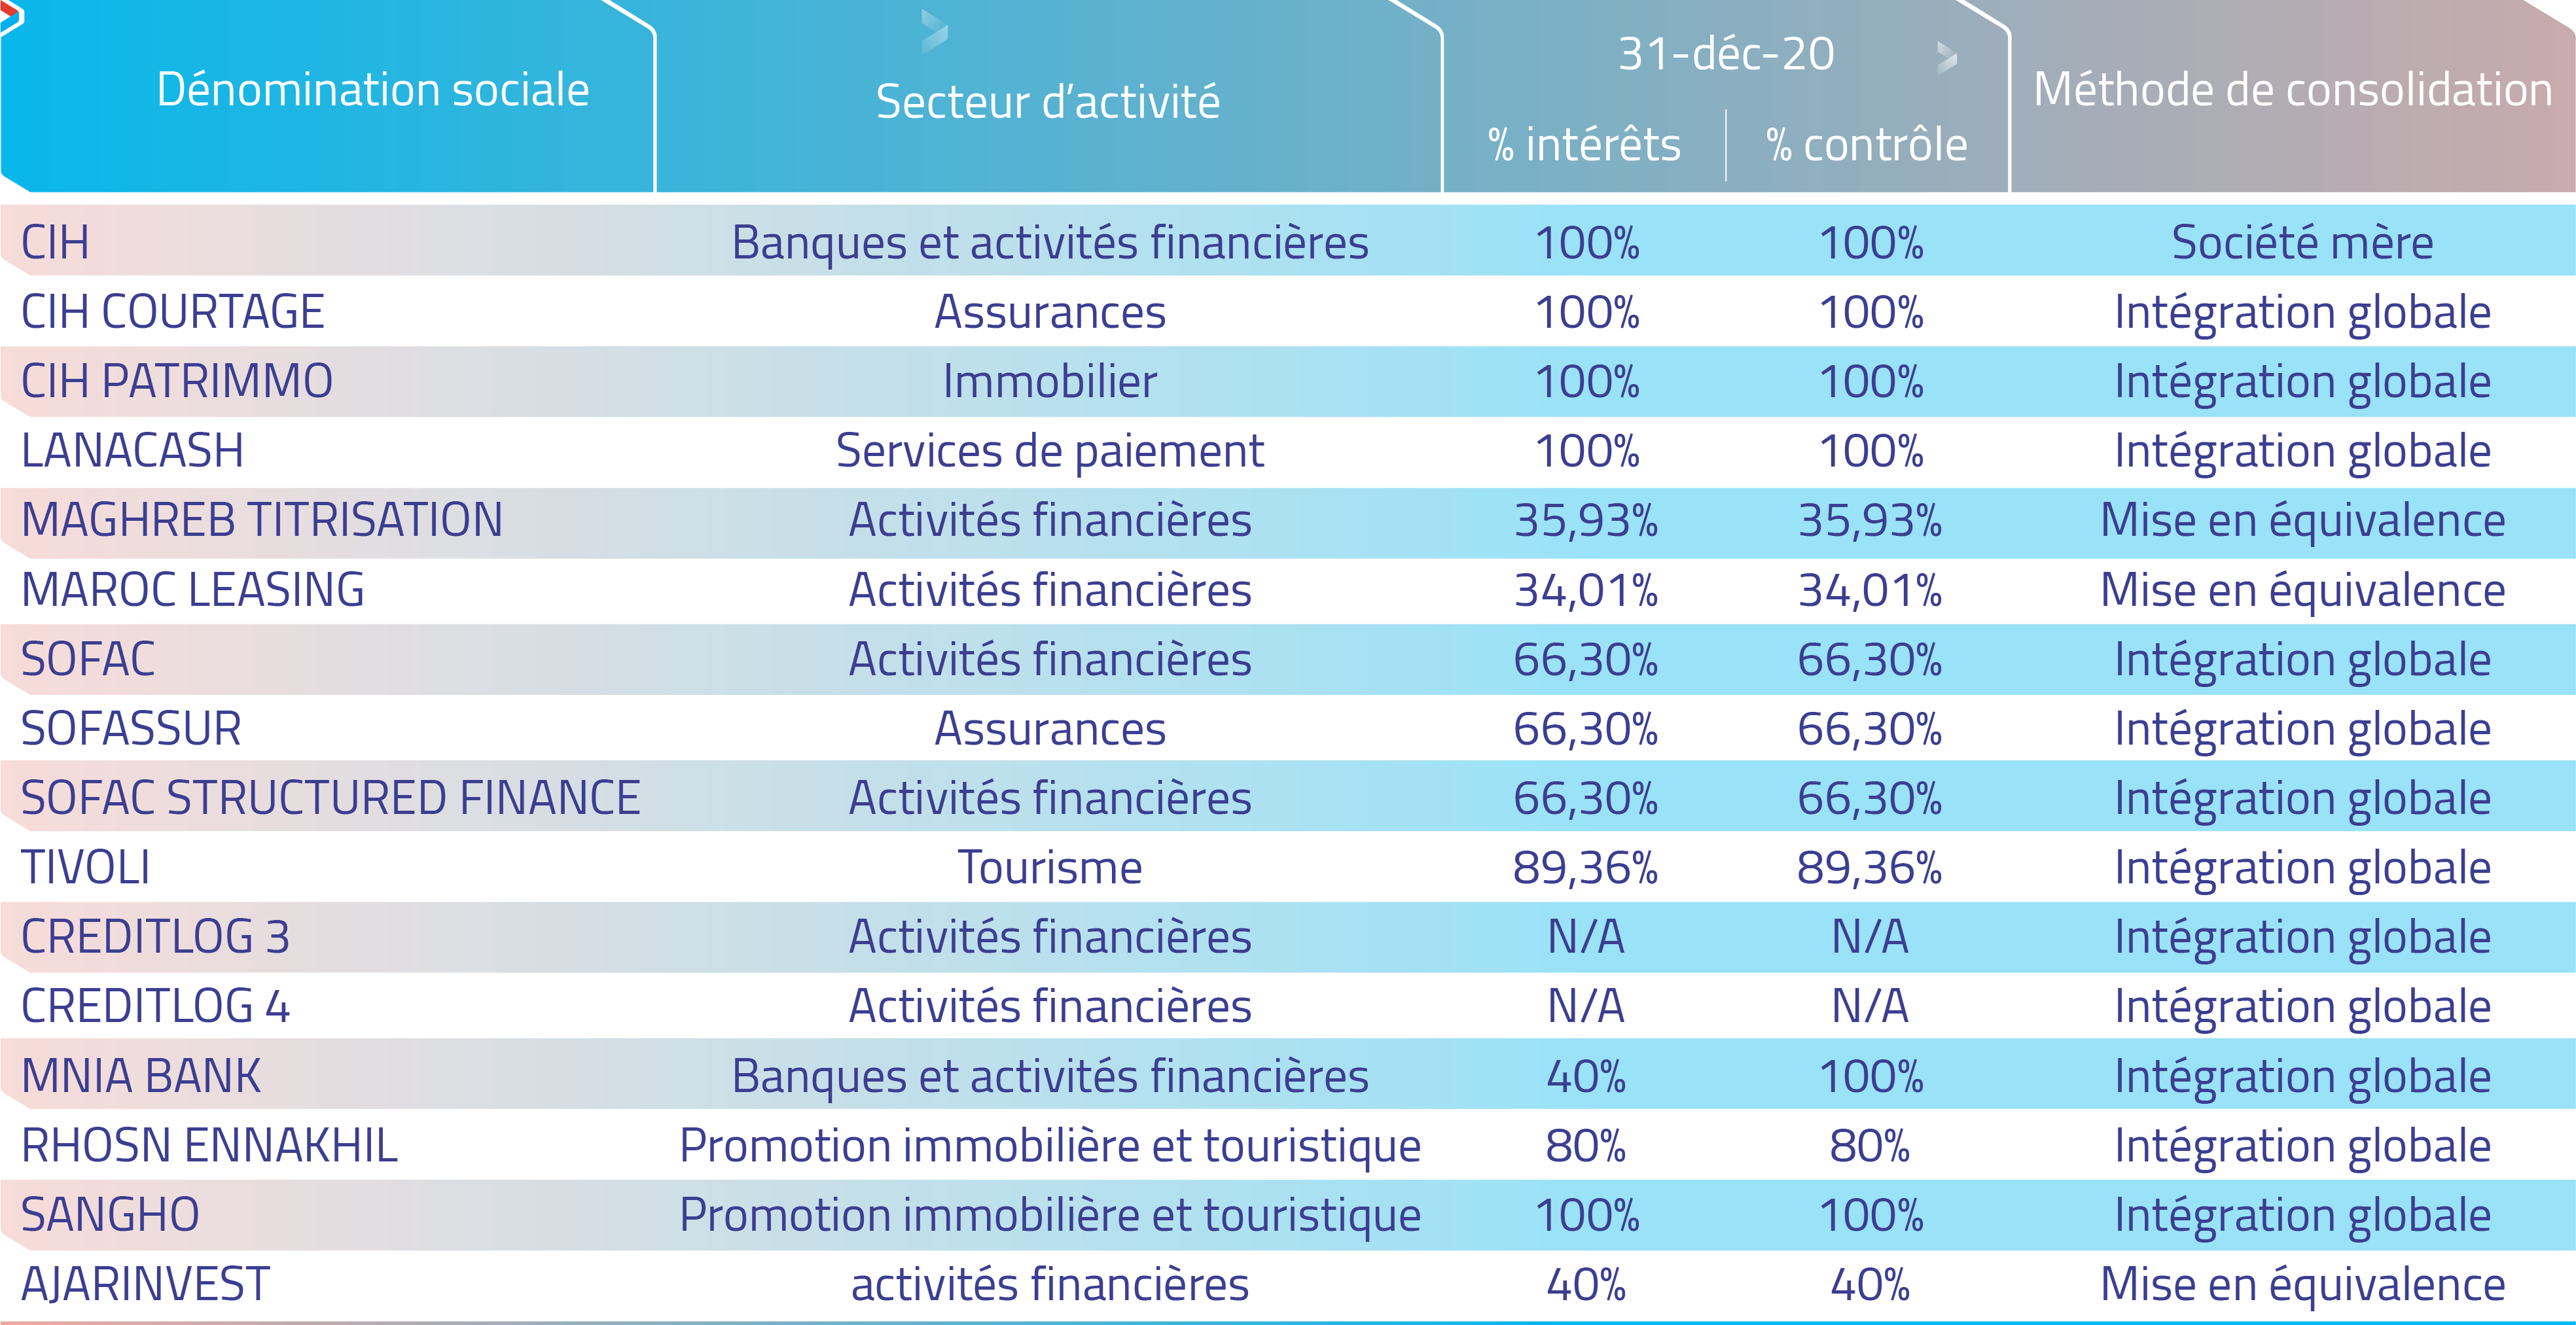 Dénomination sociale Secteur d’activité 31-déc-20 Méthode de consolidation
% intérêts % contrôle
CIH Banques et activités financières 100% 100% Société mère
CIH COURTAGE Assurances 100% 100% Intégration globale
CIH PATRIMMO Immobilier 100% 100% Intégration globale
LANACASH Services de paiement 100% 100% Intégration globale
MAGHREB TITRISATION Activités financières 35,93% 35,93% Mise en équivalence
MAROC LEASING Activités financières 34,01% 34,01% Mise en équivalence
SOFAC Activités financières 66,30% 66,30% Intégration globale
SOFASSUR Assurances 66,30% 66,30% Intégration globale
SOFAC STRUCTURED FINANCE Activités financières 66,30% 66,30% Intégration globale
TIVOLI Tourisme 89,36% 89,36% Intégration globale
CREDITLOG 3 Activités financières N/A N/A Intégration globale
CREDITLOG 4 Activités financières N/A N/A Intégration globale
MNIA BANK Banques et activités financières 40% 100% Intégration globale
RHOSN ENNAKHIL Promotion immobilière et touristique 80% 80% Intégration globale
SANGHO Promotion immobilière et touristique 100% 100% Intégration globale
AJARINVEST activités financières 40% 40% Mise en équivalence